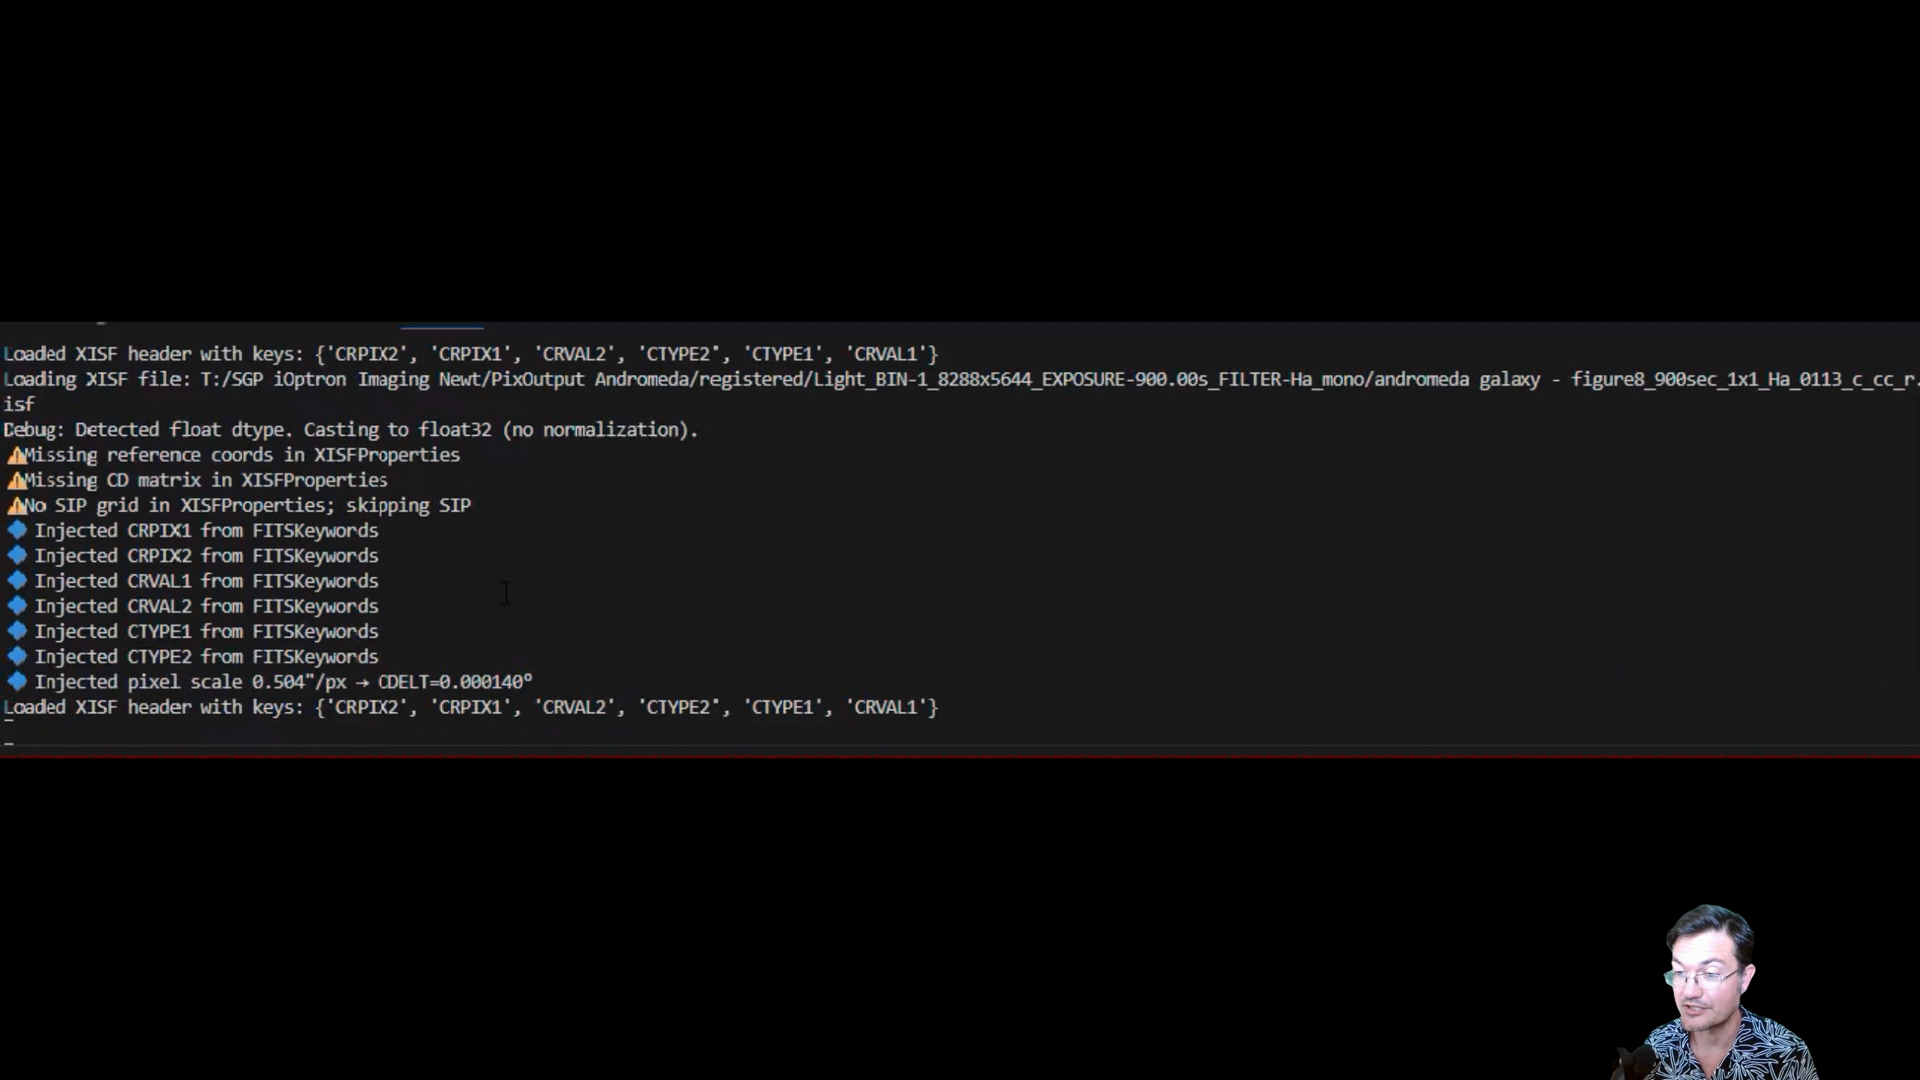 Loaded XISF header with keys: {'CRPIX2', 'CRPIX1', 'CRVAL2', 'CTYPE2', 'CTYPE1', 'CRVAL1'}
Loading XISF file: T:/SGP iOptron Imaging Newt/PixOutput Andromeda/registered/Light_BIN-1_8288x5644_EXPOSURE-900.00s_FILTER-Ha_mono/andromeda galaxy - figure8_900sec_1x1_Ha_0113_c_cc_r.
isf
Debug: Detected float dtype. Casting to float32 (no normalization).
⚠Missing reference coords in XISFProperties
⚠Missing CD matrix in XISFProperties
⚠No SIP grid in XISFProperties; skipping SIP
🔷 Injected CRPIX1 from FITSKeywords
🔷 Injected CRPIX2 from FITSKeywords
🔷 Injected CRVAL1 from FITSKeywords
🔷 Injected CRVAL2 from FITSKeywords
🔷 Injected CTYPE1 from FITSKeywords
🔷 Injected CTYPE2 from FITSKeywords
🔷 Injected pixel scale 0.504"/px → CDELT=0.000140°
Loaded XISF header with keys: {'CRPIX2', 'CRPIX1', 'CRVAL2', 'CTYPE2', 'CTYPE1', 'CRVAL1'}